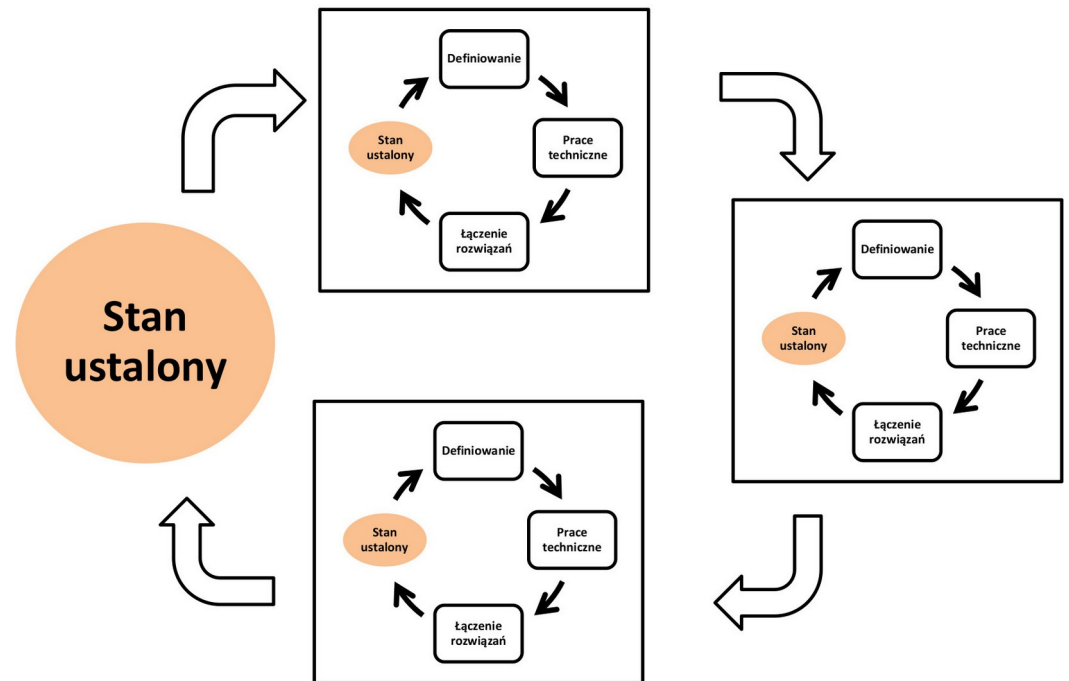 Definiowanie
Stan
ustalony
Prace
techniczne
Łączenie
rozwiązań
Definiowanie
Stan
ustalony
Prace
techniczne
Łączenie
rozwiązań
Stan
ustalony
Definiowanie
Stan
ustalony
Prace
techniczne
Łączenie
rozwiązań